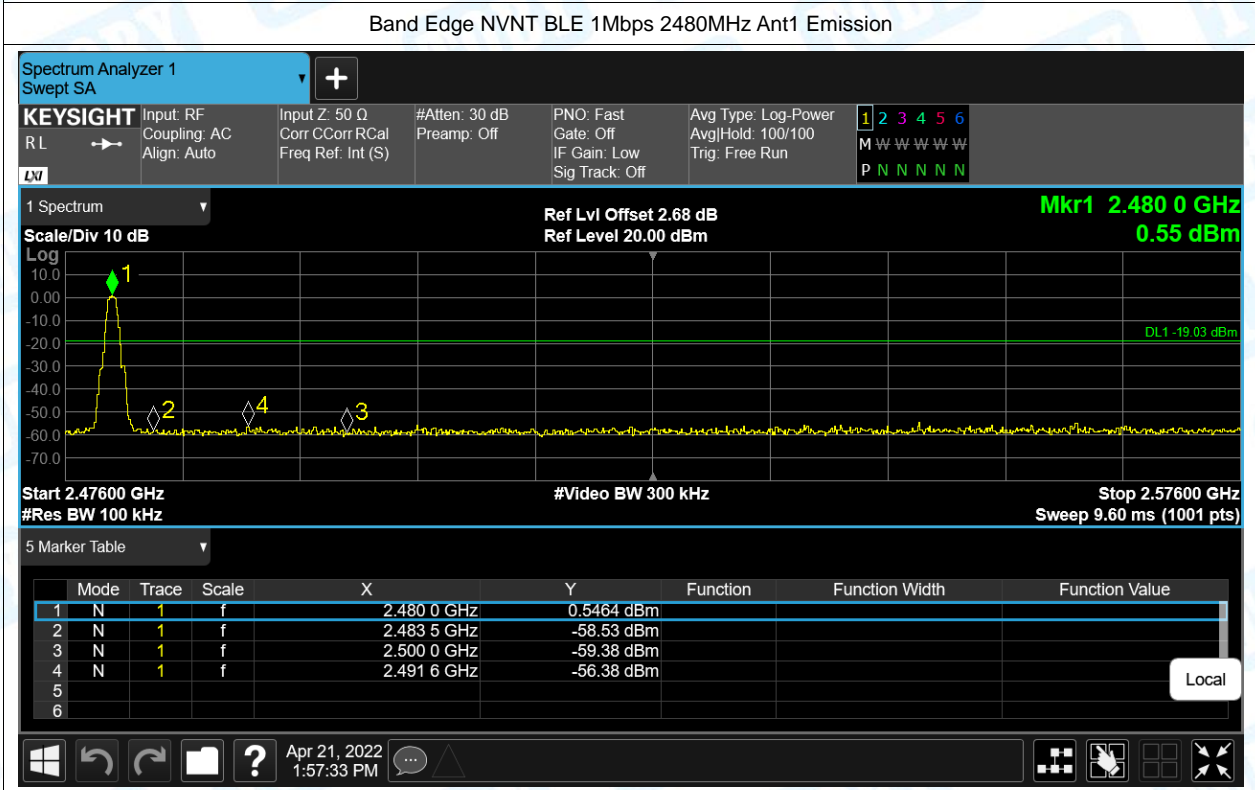 Band Edge NVNT BLE 1Mbps 2480MHz Ant1 Emission
Spectrum Analyzer 1
Swept SA
+
KEYSIGHT
R L
LXI
Input: RF
Coupling: AC
Align: Auto
Input Z: 50 Ω
Corr CCorr RCal
Freq Ref: Int (S)
#Atten: 30 dB
Preamp: Off
PNO: Fast
Gate: Off
IF Gain: Low
Sig Track: Off
Avg Type: Log-Power
Avg|Hold: 100/100
Trig: Free Run
1 2 3 4 5 6
M W W W W W
P N N N N N
1 Spectrum
Scale/Div 10 dB
Ref Lvl Offset 2.68 dB
Ref Level 20.00 dBm
Mkr1 2.480 0 GHz
0.55 dBm
Log
10.0
0.00
-10.0
-20.0
-30.0
-40.0
-50.0
-60.0
-70.0
1
2
4
3
DL1 -19.03 dBm
Start 2.47600 GHz
#Video BW 300 kHz
Stop 2.57600 GHz
#Res BW 100 kHz
Sweep 9.60 ms (1001 pts)
5 Marker Table
Mode Trace Scale X Y Function Function Width Function Value
1 N 1 f 2.480 0 GHz 0.5464 dBm
2 N 1 f 2.483 5 GHz -58.53 dBm
3 N 1 f 2.500 0 GHz -59.38 dBm
4 N 1 f 2.491 6 GHz -56.38 dBm
5
6
Local
?
Apr 21, 2022
1:57:33 PM